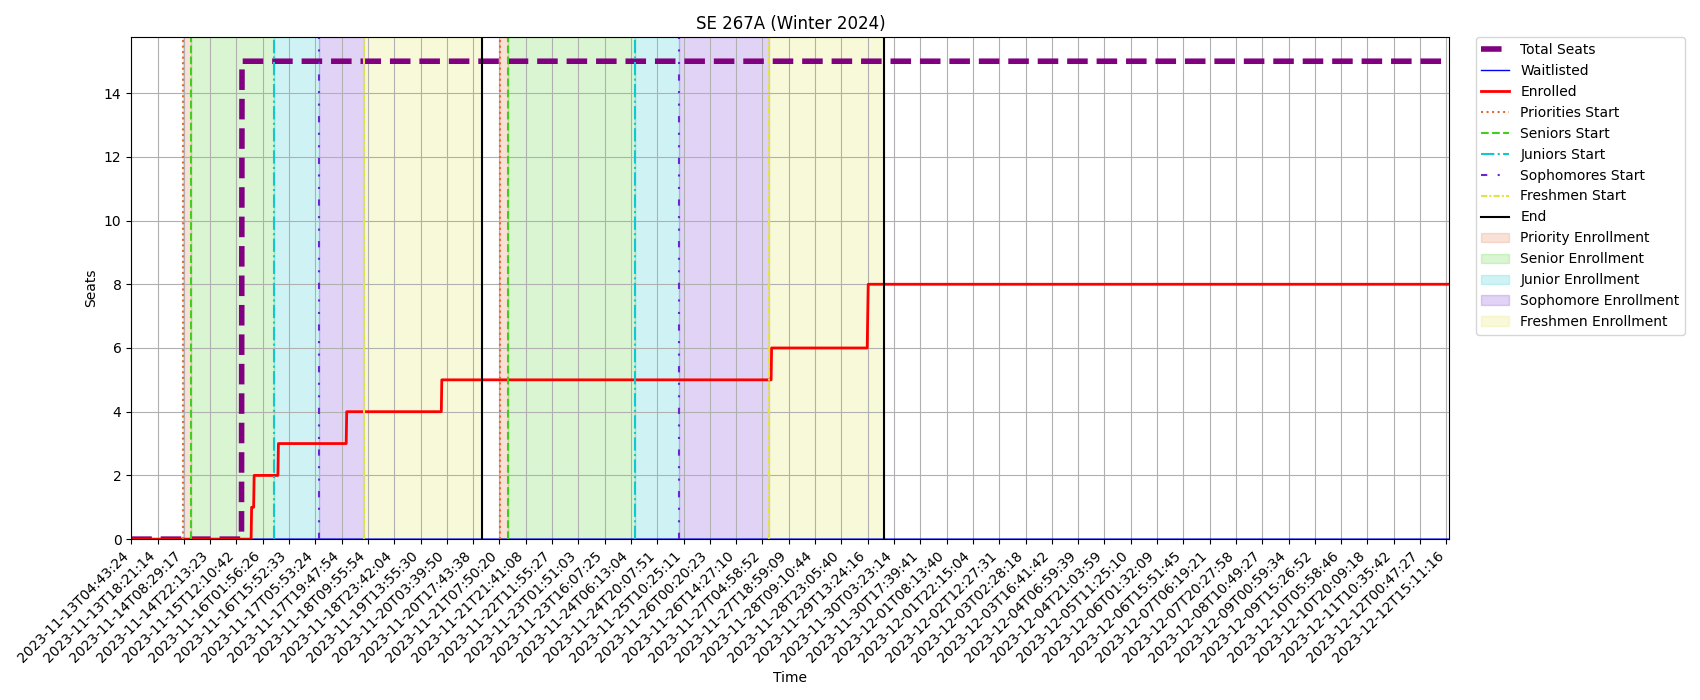 SE 267A (Winter 2024)
Total Seats
Waitlisted
Enrolled
Priorities Start
Seniors Start
Juniors Start
Sophomores Start
Freshmen Start
End
Priority Enrollment
Senior Enrollment
Junior Enrollment
Sophomore Enrollment
Freshmen Enrollment
Seats
14
12
10
8
6
4
2
0
2023-11-13T04:43:24
2023-11-13T18:21:14
2023-11-14T08:29:17
2023-11-14T22:13:23
2023-11-15T12:10:42
2023-11-16T01:56:26
2023-11-16T15:52:33
2023-11-17T05:53:24
2023-11-17T19:47:54
2023-11-18T09:55:54
2023-11-18T23:42:04
2023-11-19T13:55:30
2023-11-20T03:39:50
2023-11-20T17:43:38
2023-11-21T07:50:20
2023-11-21T21:41:08
2023-11-22T11:55:27
2023-11-23T01:51:03
2023-11-23T16:07:25
2023-11-24T06:13:04
2023-11-24T20:07:51
2023-11-25T10:25:11
2023-11-26T00:20:23
2023-11-26T14:27:10
2023-11-27T04:58:52
2023-11-27T18:59:09
2023-11-28T09:10:44
2023-11-28T23:05:40
2023-11-29T13:24:16
2023-11-30T03:23:14
2023-11-30T17:39:41
2023-12-01T08:13:40
2023-12-01T22:15:04
2023-12-02T12:27:31
2023-12-03T02:28:18
2023-12-03T16:41:42
2023-12-04T06:59:39
2023-12-04T21:03:59
2023-12-05T11:25:10
2023-12-06T01:32:09
2023-12-06T15:51:45
2023-12-07T06:19:21
2023-12-07T20:27:58
2023-12-08T10:49:27
2023-12-09T00:59:34
2023-12-09T15:26:52
2023-12-10T05:58:46
2023-12-10T20:09:18
2023-12-11T10:35:42
2023-12-12T00:47:27
2023-12-12T15:11:16
Time